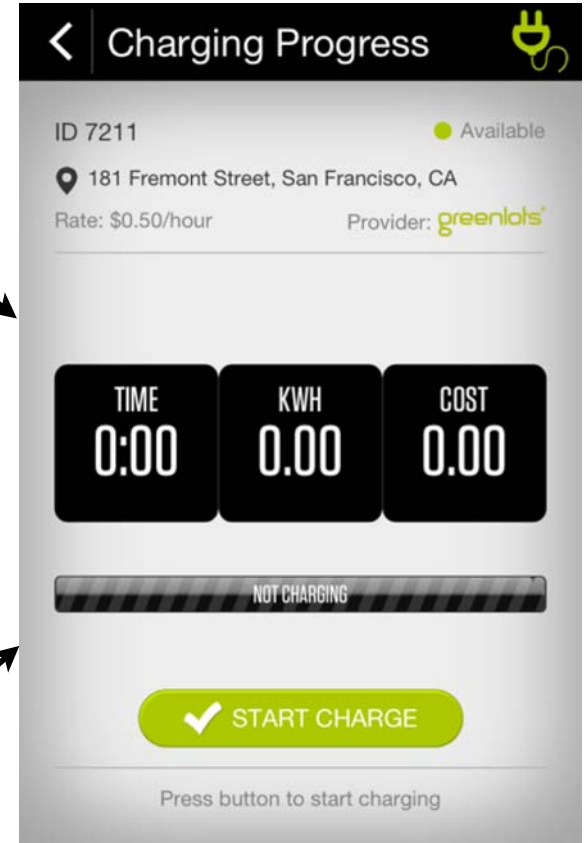 Charging Progress
ID 7211 Available
181 Fremont Street, San Francisco, CA
Rate: $0.50/hour Provider: greenlots
TIME KWH COST
0:00 0.00 0.00
NOT CHARGING
START CHARGE
Press button to start charging